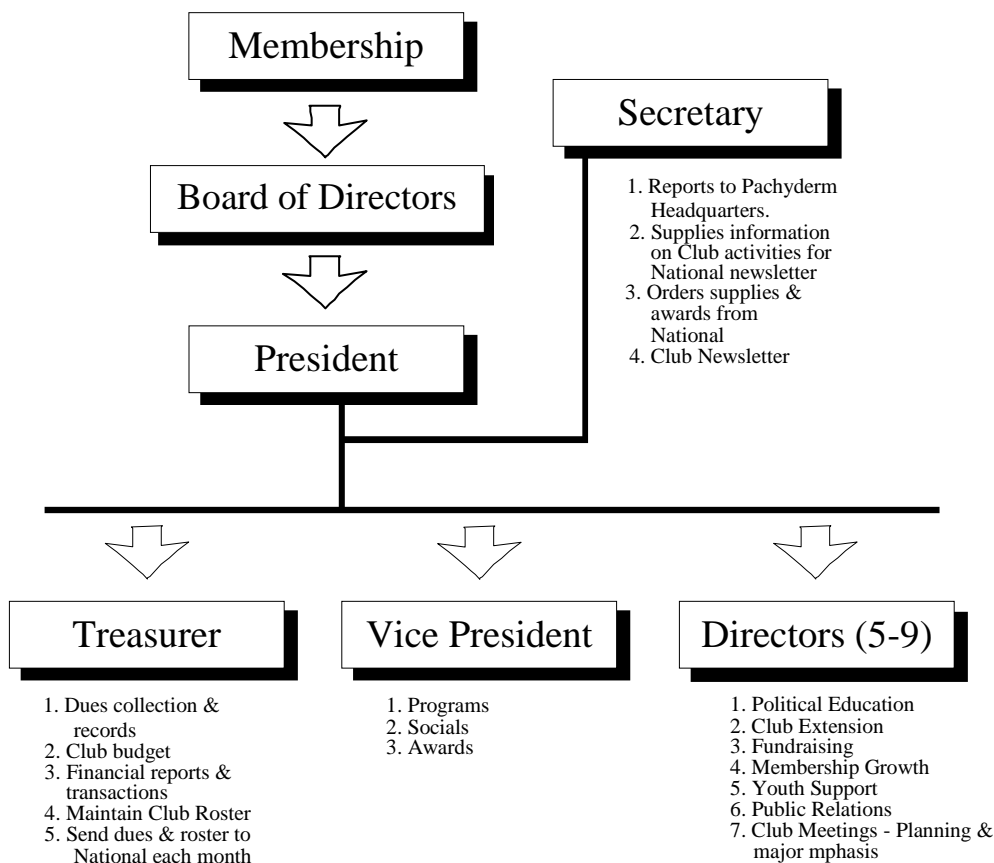 Membership
Board of Directors
President
Secretary
1. Reports to Pachyderm
Headquarters.
2. Supplies information
on Club activities for
National newsletter
3. Orders supplies &
awards from
National
4. Club Newsletter
Treasurer
1. Dues collection &
records
2. Club budget
3. Financial reports &
transactions
4. Maintain Club Roster
5. Send dues & roster to
National each month
Vice President
1. Programs
2. Socials
3. Awards
Directors (5-9)
1. Political Education
2. Club Extension
3. Fundraising
4. Membership Growth
5. Youth Support
6. Public Relations
7. Club Meetings - Planning &
major mphasis